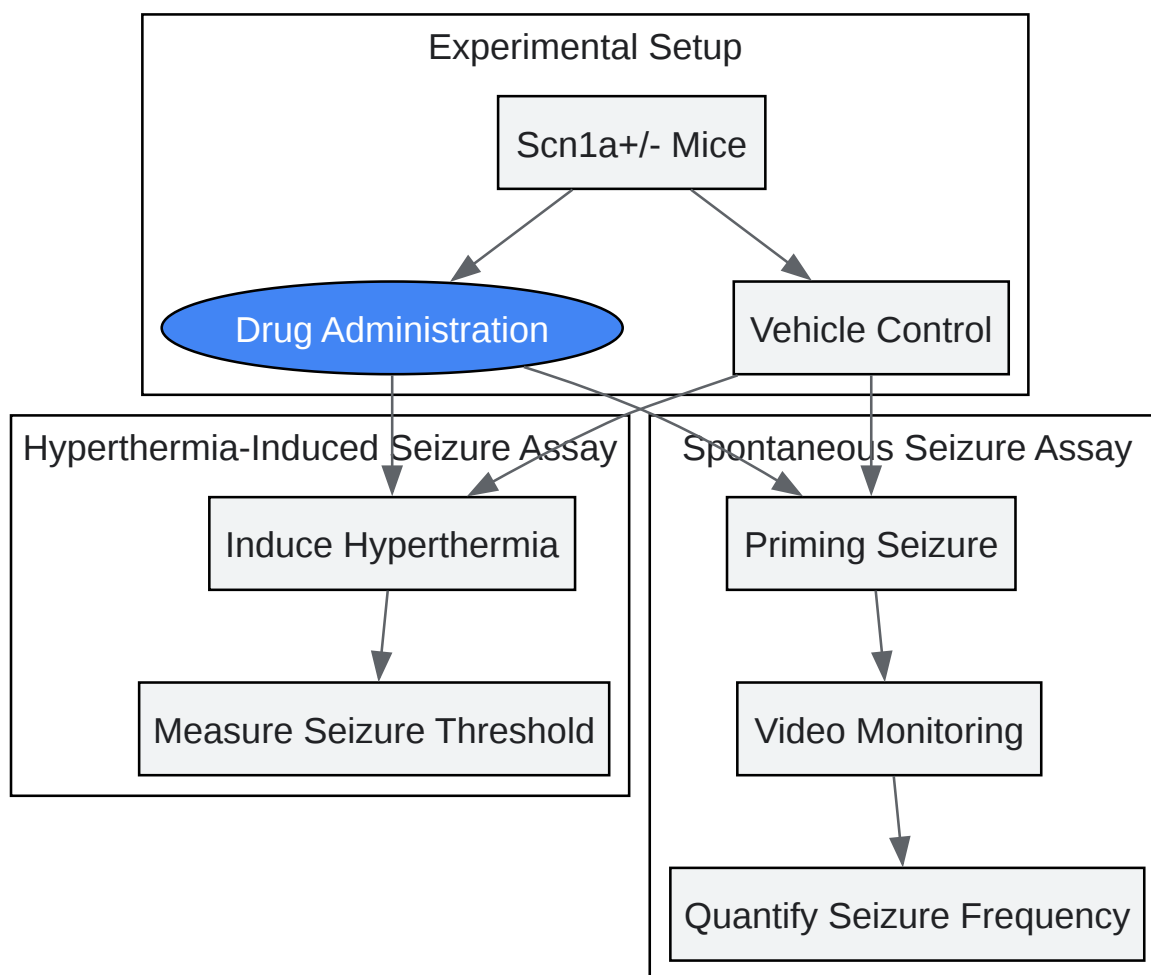 Experimental Setup
Scn1a+/- Mice
Drug Administration
Vehicle Control
Hyperthermia-Induced Seizure Assay
Spontaneous Seizure Assay
Induce Hyperthermia
Priming Seizure
Measure Seizure Threshold
Video Monitoring
Quantify Seizure Frequency